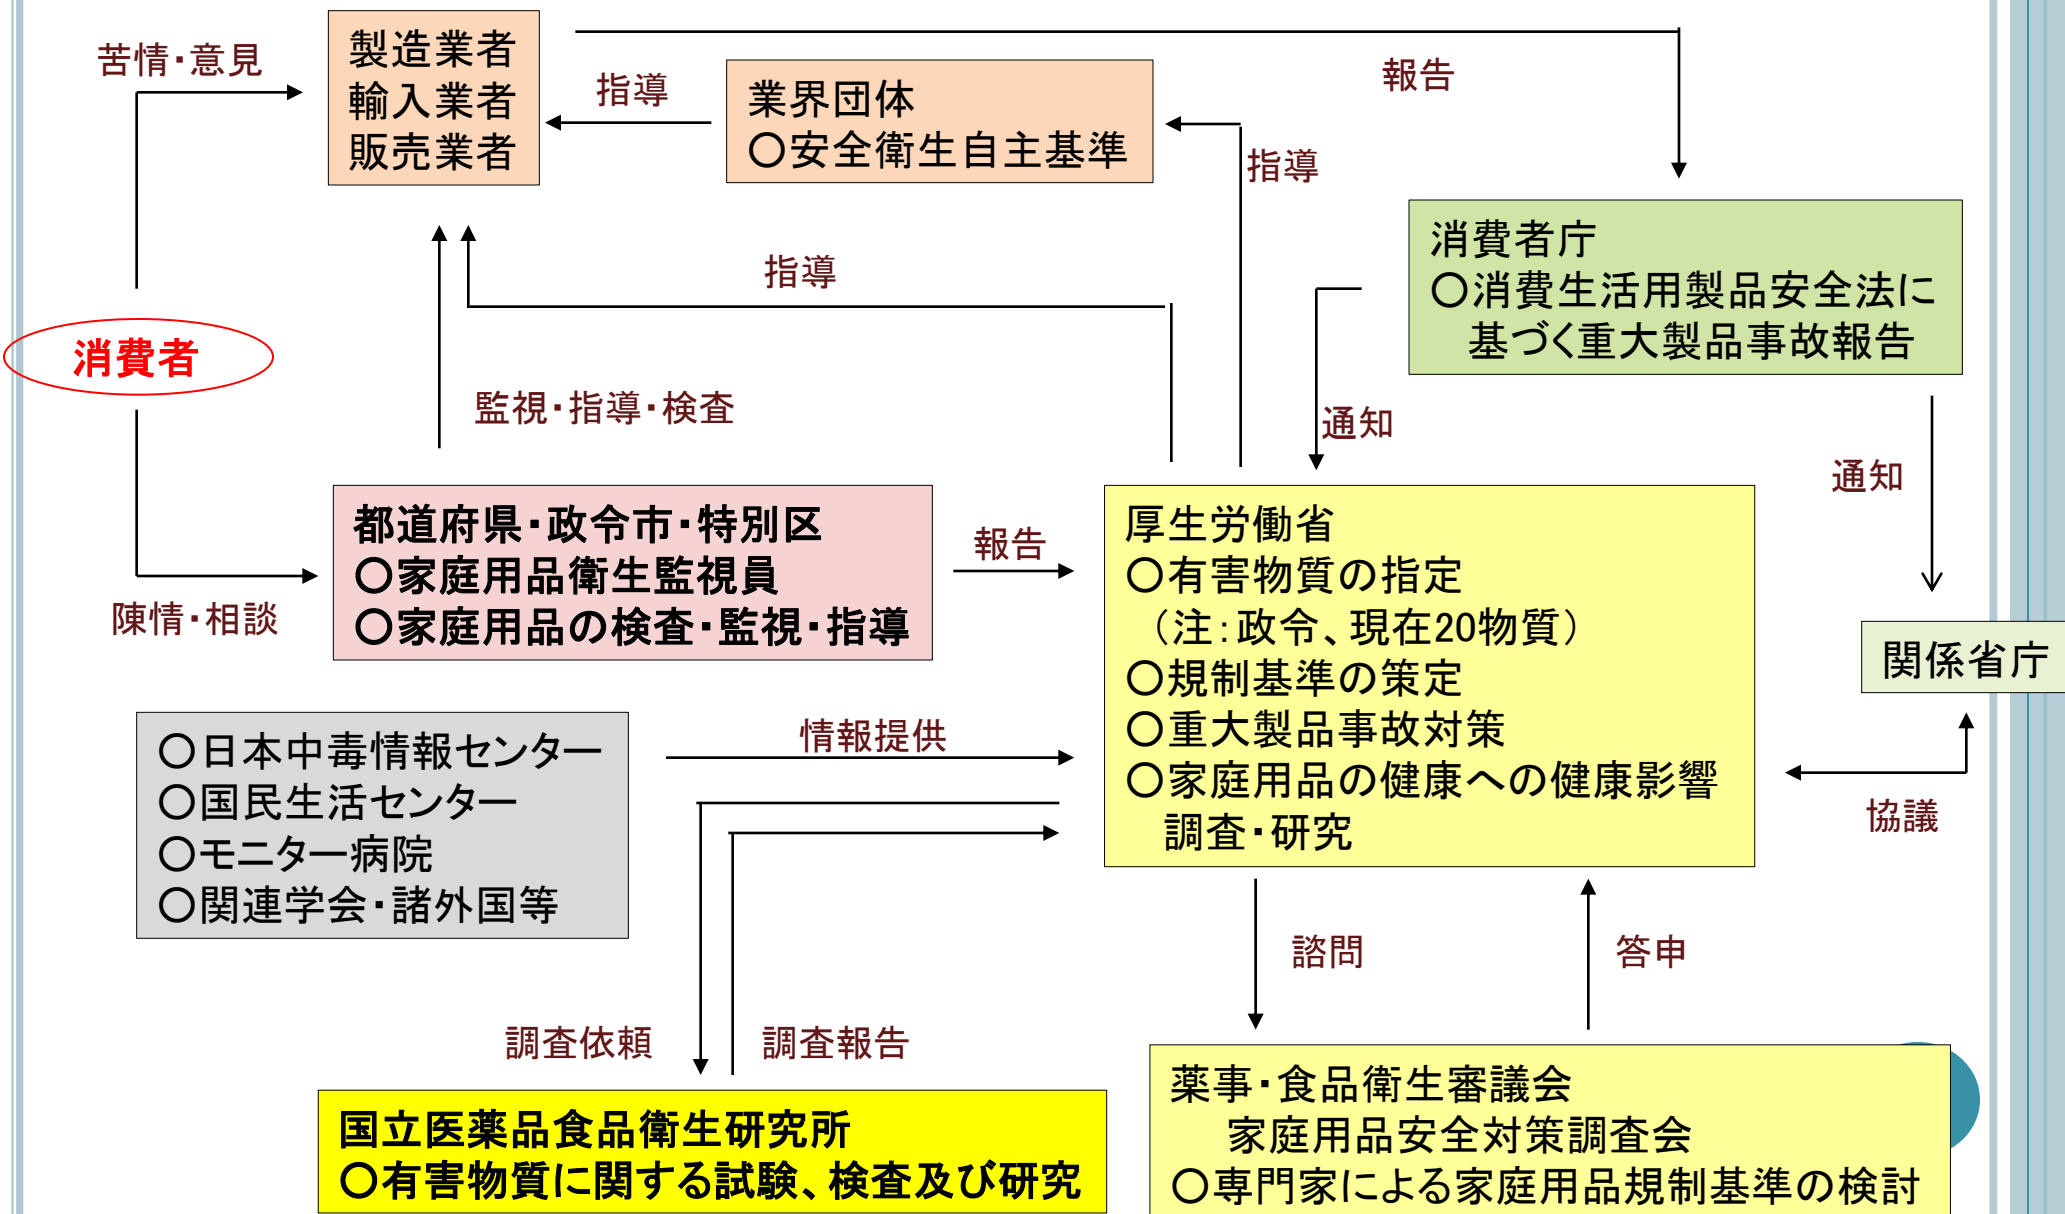 苦情・意見
製造業者
輸入業者
販売業者
指導
業界団体
○安全衛生自主基準
報告
指導
消費者庁
○消費生活用製品安全法に
基づく重大製品事故報告
指導
消費者
監視・指導・検査
通知
通知
都道府県・政令市・特別区
○家庭用品衛生監視員
○家庭用品の検査・監視・指導
陳情・相談
報告
厚生労働省
○有害物質の指定
（注：政令、現在20物質）
○規制基準の策定
○重大製品事故対策
○家庭用品の健康への健康影響
調査・研究
関係省庁
協議
○日本中毒情報センター
○国民生活センター
○モニター病院
○関連学会・諸外国等
情報提供
諮問
答申
調査依頼
調査報告
国立医薬品食品衛生研究所
○有害物質に関する試験、検査及び研究
薬事・食品衛生審議会
家庭用品安全対策調査会
○専門家による家庭用品規制基準の検討